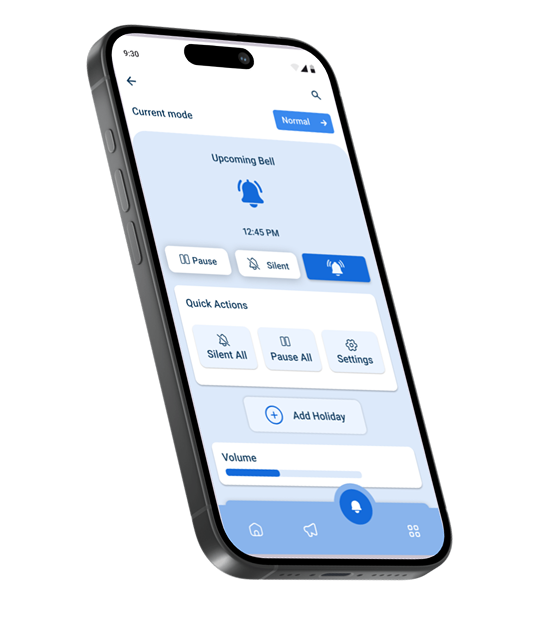 9:30
Current mode
Normal
Upcoming Bell
12:45 PM
Pause
Silent
Quick Actions
Silent All
Pause All
Settings
Add Holiday
Volume